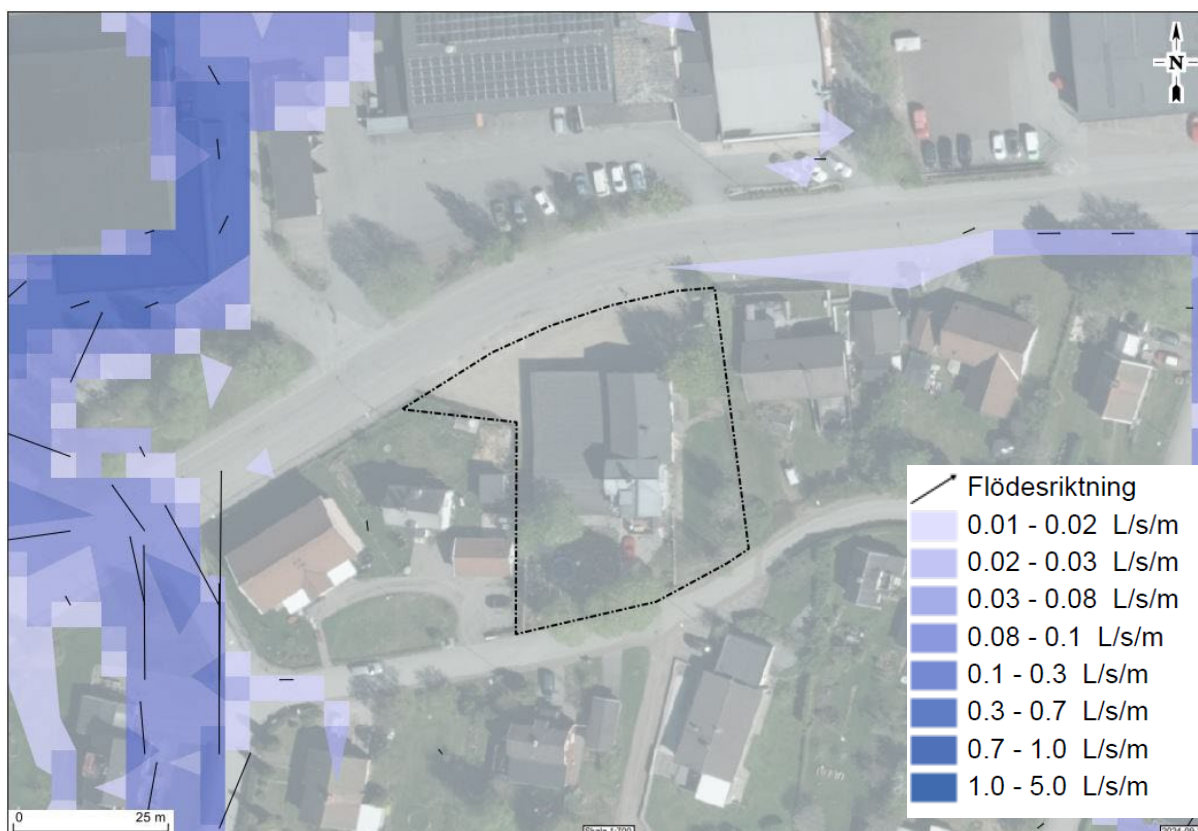 N
Flödesriktning
0.01 - 0.02 L/s/m
0.02 - 0.03 L/s/m
0.03 - 0.08 L/s/m
0.08 - 0.1 L/s/m
0.1 - 0.3 L/s/m
0.3 - 0.7 L/s/m
0.7 - 1.0 L/s/m
1.0 - 5.0 L/s/m
0 25 m